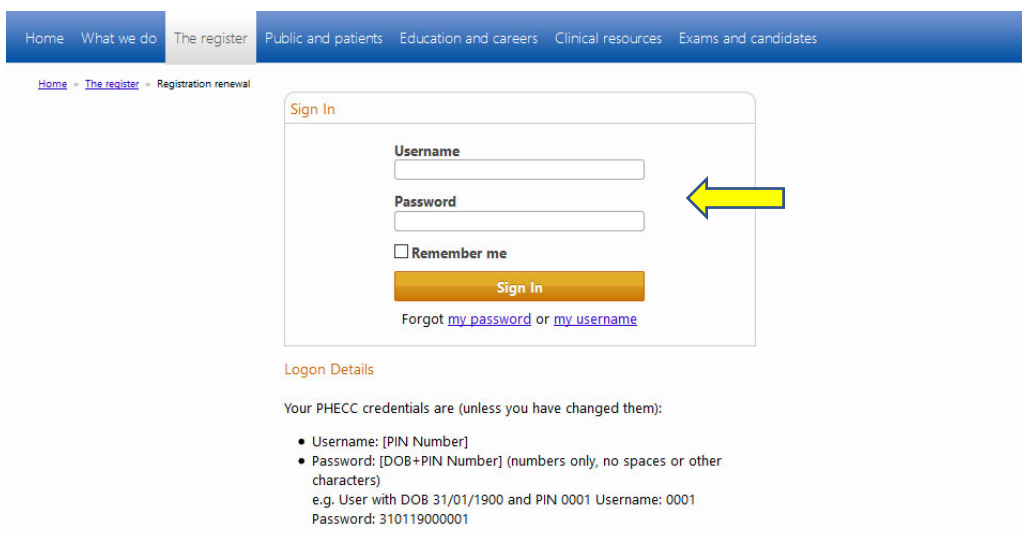 Home What we do The register Public and patients Education and careers Clinical resources Exams and candidates
Home » The register » Registration renewal
Sign In
Username
Password
Remember me
Sign In
Forgot my password or my username
Logon Details
Your PHECC credentials are (unless you have changed them):
• Username: [PIN Number]
• Password: [DOB+PIN Number] (numbers only, no spaces or other
characters)
e.g. User with DOB 31/01/1900 and PIN 0001 Username: 0001
Password: 310119000001